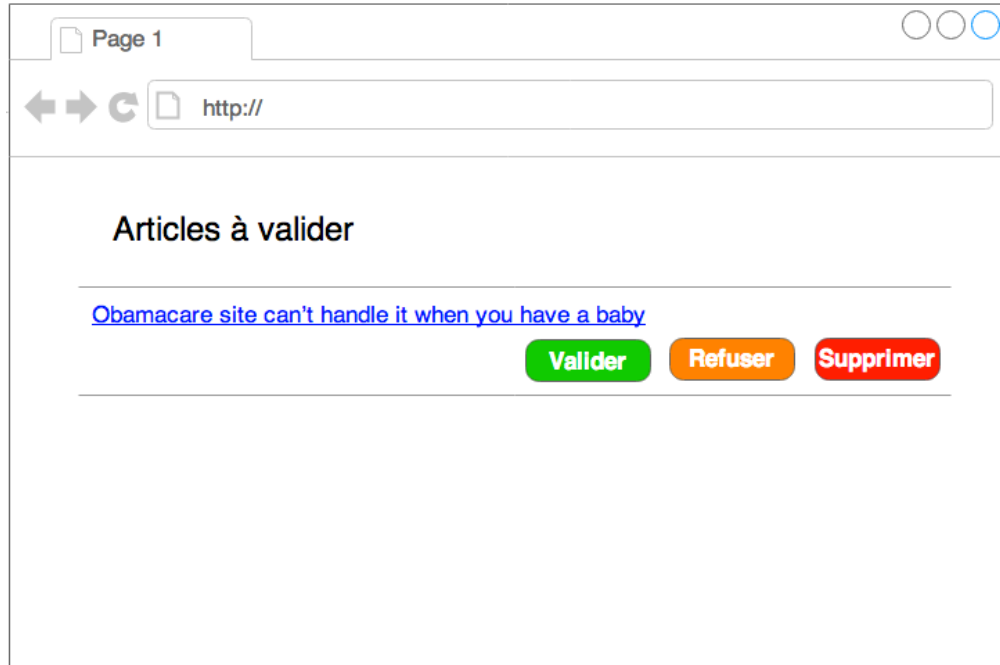 Page 1
http://
Articles à valider
Obamacare site can't handle it when you have a baby
Valider Refuser Supprimer